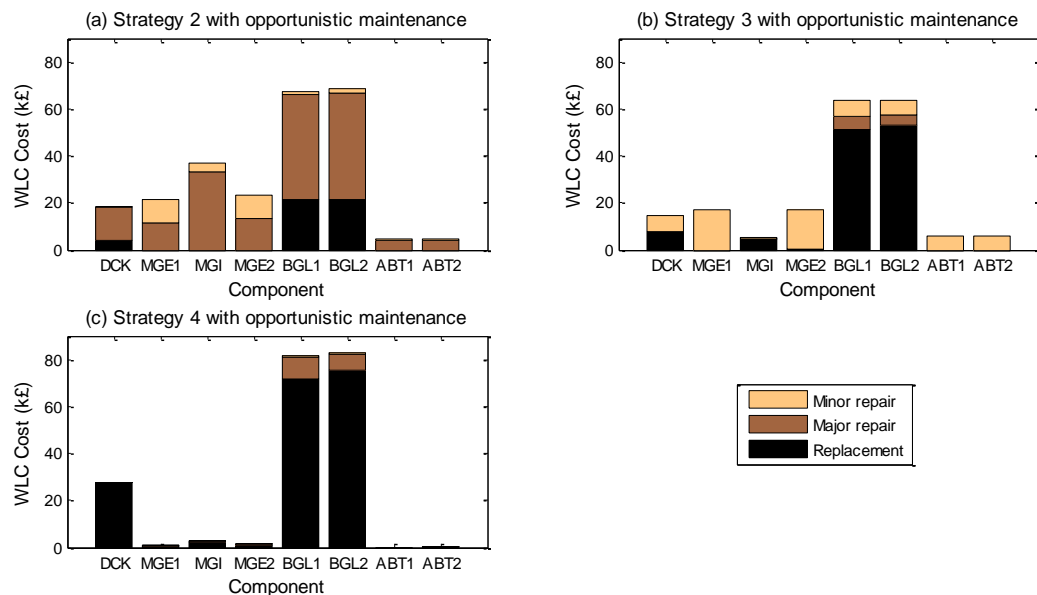 (a) Strategy 2 with opportunistic maintenance
WLC Cost (k£)
80
60
40
20
0
DCK MGE1 MGI MGE2 BGL1 BGL2 ABT1 ABT2
Component
(b) Strategy 3 with opportunistic maintenance
WLC Cost (k£)
80
60
40
20
0
DCK MGE1 MGI MGE2 BGL1 BGL2 ABT1 ABT2
Component
(c) Strategy 4 with opportunistic maintenance
WLC Cost (k£)
80
60
40
20
0
DCK MGE1 MGI MGE2 BGL1 BGL2 ABT1 ABT2
Component
Minor repair
Major repair
Replacement